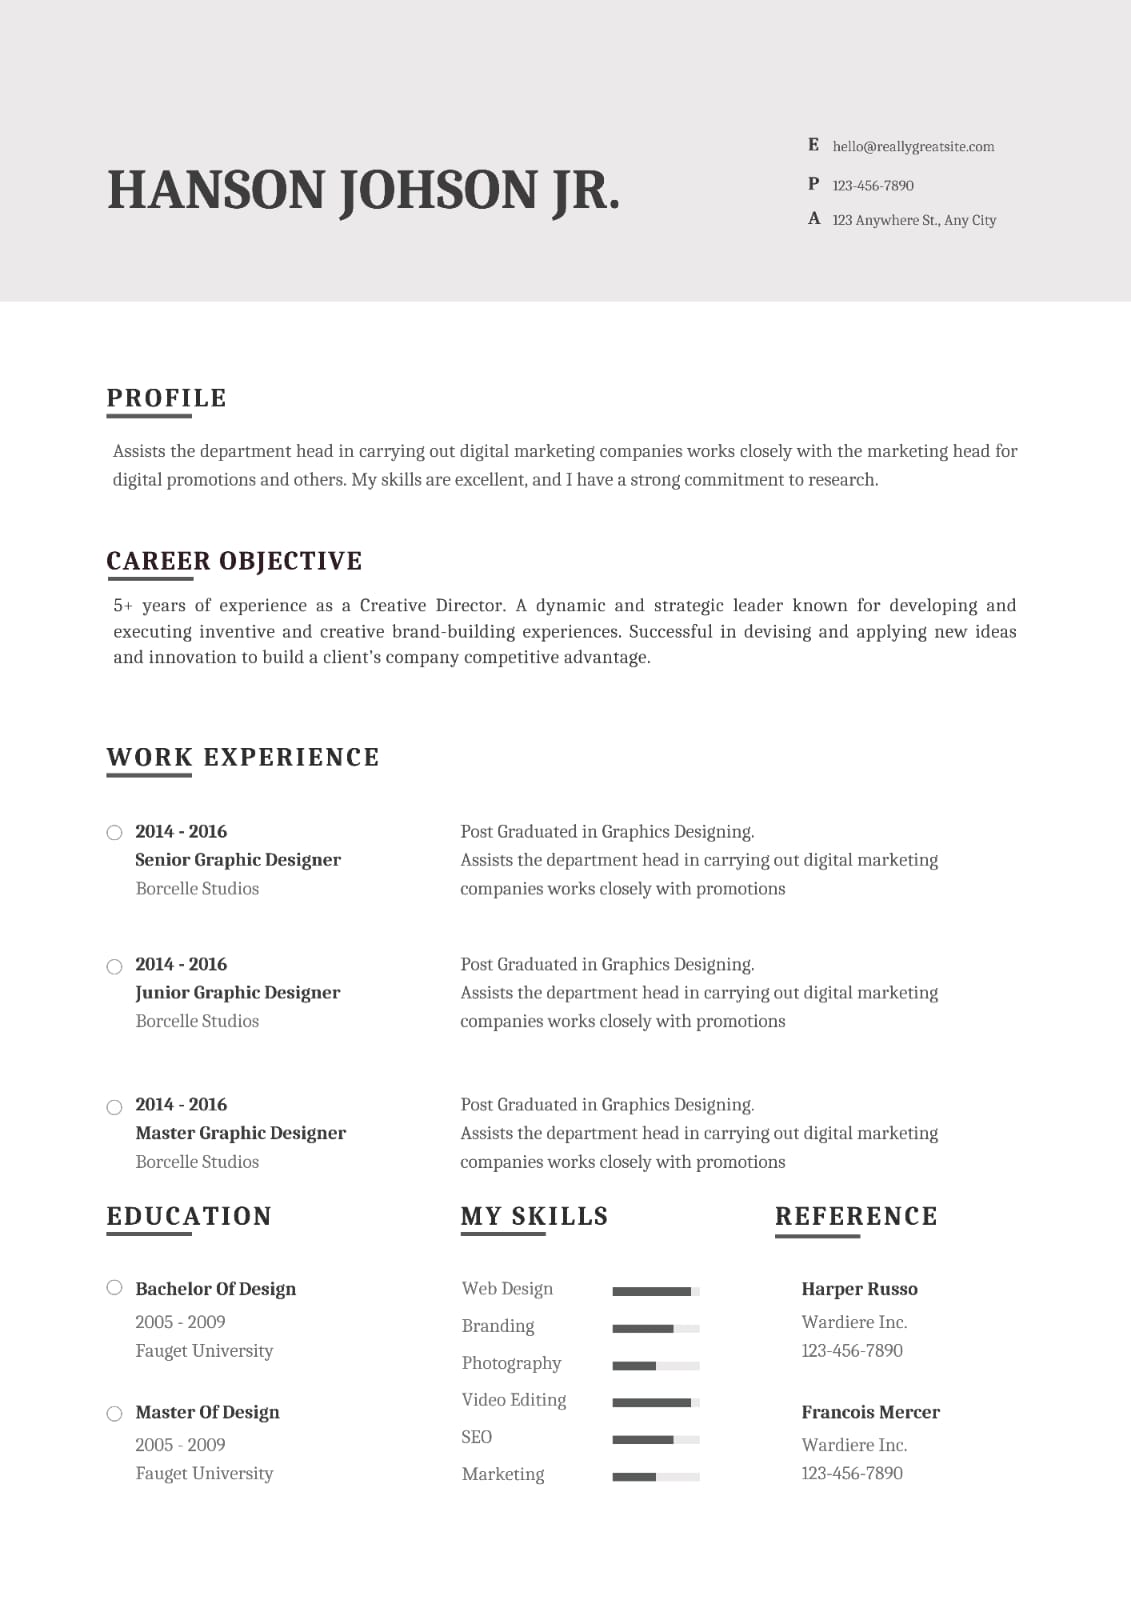 HANSON JOHSON JR.
E hello@reallygreatsite.com
P 123-456-7890
A 123 Anywhere St., Any City
PROFILE
Assists the department head in carrying out digital marketing companies works closely with the marketing head for
digital promotions and others. My skills are excellent, and I have a strong commitment to research.
CAREER OBJECTIVE
5+ years of experience as a Creative Director. A dynamic and strategic leader known for developing and
executing inventive and creative brand-building experiences. Successful in devising and applying new ideas
and innovation to build a client's company competitive advantage.
WORK EXPERIENCE
2014 - 2016
Senior Graphic Designer
Borcelle Studios
Post Graduated in Graphics Designing.
Assists the department head in carrying out digital marketing
companies works closely with promotions
2014 - 2016
Junior Graphic Designer
Borcelle Studios
Post Graduated in Graphics Designing.
Assists the department head in carrying out digital marketing
companies works closely with promotions
2014 - 2016
Master Graphic Designer
Borcelle Studios
Post Graduated in Graphics Designing.
Assists the department head in carrying out digital marketing
companies works closely with promotions
EDUCATION
Bachelor Of Design
2005 - 2009
Fauget University
Master Of Design
2005 - 2009
Fauget University
MY SKILLS
Web Design
Branding
Photography
Video Editing
SEO
Marketing
REFERENCE
Harper Russo
Wardiere Inc.
123-456-7890
Francois Mercer
Wardiere Inc.
123-456-7890